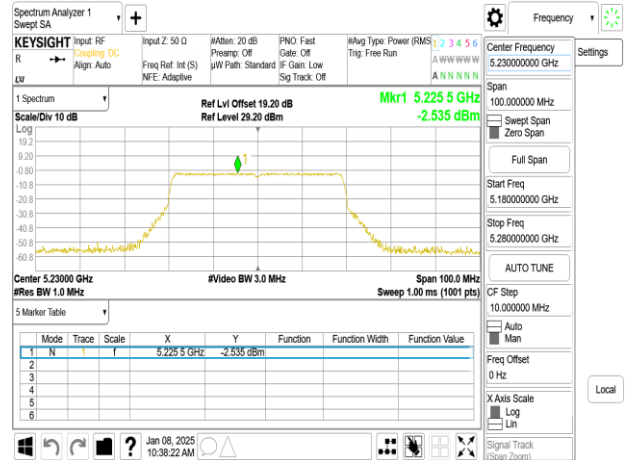 Spectrum Analyzer 1
Swept SA
Frequency
KEYSIGHT Input: RF Input Z: 50 Ω #Atten: 20 dB PNO: Fast #Avg Type: Power (RMS 1 2 3 4 5 6
R Coupling: DC Preamp: Off Gate: Off Trig: Free Run A W W W W W
Align: Auto Freq Ref: Int (S) µW Path: Standard IF Gain: Low
NFE: Adaptive Sig Track: Off A N N N N N
1 Spectrum
Scale/Div 10 dB
Ref Lvl Offset 19.20 dB
Ref Level 29.20 dBm
Mkr1 5.225 5 GHz
-2.535 dBm
Log
19.2
9.20
-0.80
-10.8
-20.8
-30.8
-40.8
-50.8
-60.8
1
Center 5.23000 GHz #Video BW 3.0 MHz Span 100.0 MHz
#Res BW 1.0 MHz Sweep 1.00 ms (1001 pts)
5 Marker Table
Mode Trace Scale X Y Function Function Width Function Value
1 N 1 f 5.225 5 GHz -2.535 dBm
2
3
4
5
6
?
Jan 08, 2025
10:38:22 AM
Center Frequency
5.230000000 GHz
Settings
Span
100.000000 MHz
Swept Span
Zero Span
Full Span
Start Freq
5.180000000 GHz
Stop Freq
5.280000000 GHz
AUTO TUNE
CF Step
10.000000 MHz
Auto
Man
Freq Offset
0 Hz
X Axis Scale
Log
Lin
Local
Signal Track
(Span Zoom)